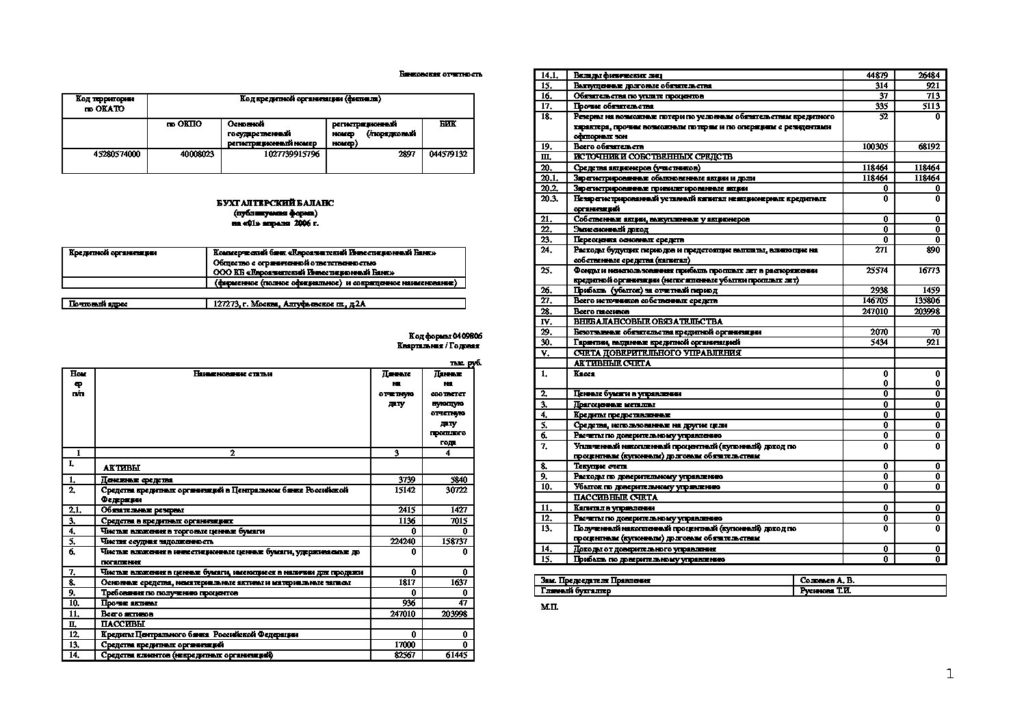 Банковская отчетность
Код территории по ОКАТО Код кредитной организации (филиала)
по ОКПО Основной государственный регистрационный номер регистрационный номер (/порядковый номер) БИК
45280574000 40008023 1027739915796 2897 044579132
БУХГАЛТЕРСКИЙ БАЛАНС
(публикуемая форма)
на «01» апреля 2006 г.
Кредитной организации Коммерческий банк «Евроазиатский Инвестиционный Банк»
Общество с ограниченной ответственностью
ООО КБ «Евроазиатский Инвестиционный Банк»
(фирменное (полное официальное) и сокращенное наименование)
Почтовый адрес 127273, г. Москва, Алтуфьевское ш., д.2А
Код формы 0409806
Квартальная / Годовая
тыс. руб.
Ном ер п/п Наименование статьи Данные на отчетную дату Данные на соответст вующую отчетную дату прошлого года
1 2 3 4
I. АКТИВЫ
1. Денежные средства 3739 5840
2. Средства кредитных организаций в Центральном банке Российской 15142 30722
Федерации
2.1. Обязательные резервы 2415 1427
3. Средства в кредитных организациях 1136 7015
4. Чистые вложения в торговые ценные бумаги 0 0
5. Чистая ссудная задолженность 224240 158737
6. Чистые вложения в инвестиционные ценные бумаги, удерживаемые до 0 0
погашения
7. Чистые вложения в ценные бумаги, имеющиеся в наличии для продажи 0 0
8. Основные средства, нематериальные активы и материальные запасы 1817 1637
9. Требования по получению процентов 0 0
10. Прочие активы 936 47
11. Всего активов 247010 203998
II. ПАССИВЫ
12. Кредиты Центрального банка Российской Федерации 0 0
13. Средства кредитных организаций 17000 0
14. Средства клиентов (некредитных организаций) 82567 61445
14.1. Вклады физических лиц 44879 26484
15. Выпущенные долговые обязательства 314 921
16. Обязательства по уплате процентов 37 713
17. Прочие обязательства 335 5113
18. Резервы на возможные потери по условным обязательствам кредитного 52 0
характера, прочим возможным потерям и по операциям с резидентами
офшорных зон
19. Всего обязательств 100305 68192
III. ИСТОЧНИКИ СОБСТВЕННЫХ СРЕДСТВ
20. Средства акционеров (участников) 118464 118464
20.1. Зарегистрированные обыкновенные акции и доли 118464 118464
20.2. Зарегистрированные привилегированные акции 0 0
20.3. Незарегистрированный уставный капитал неакционерных кредитных 0 0
организаций
21. Собственные акции, выкупленные у акционеров 0 0
22. Эмиссионный доход 0 0
23. Переоценка основных средств 0 0
24. Расходы будущих периодов и предстоящие выплаты, влияющие на 271 890
собственные средства (капитал)
25. Фонды и неиспользованная прибыль прошлых лет в распоряжении 25574 16773
кредитной организации (непогашенные убытки прошлых лет)
26. Прибыль (убыток) за отчетный период 2938 1459
27. Всего источников собственных средств 146705 135806
28. Всего пассивов 247010 203998
IV. ВНЕБАЛАНСОВЫЕ ОБЯЗАТЕЛЬСТВА
29. Безотзывные обязательства кредитной организации 2070 70
30. Гарантии, выданные кредитной организацией 5434 921
V. СЧЕТА ДОВЕРИТЕЛЬНОГО УПРАВЛЕНИЯ
АКТИВНЫЕ СЧЕТА
1. Касса 0 0
0 0
2. Ценные бумаги в управлении 0 0
3. Драгоценные металлы 0 0
4. Кредиты предоставленные 0 0
5. Средства, использованные на другие цели 0 0
6. Расчеты по доверительному управлению 0 0
7. Уплаченный накопленный процентный (купонный) доход по 0 0
процентным (купонным) долговым обязательствам
8. Текущие счета 0 0
9. Расходы по доверительному управлению 0 0
10. Убыток по доверительному управлению 0 0
ПАССИВНЫЕ СЧЕТА
11. Капитал в управлении 0 0
12. Расчеты по доверительному управлению 0 0
13. Полученный накопленный процентный (купонный) доход по 0 0
процентным (купонным) долговым обязательствам
14. Доходы от доверительного управления 0 0
15. Прибыль по доверительному управлению 0 0
Зам. Председателя Правления Соловьев А. В.
Главный бухгалтер Русинова Т.И.
М.П.
1